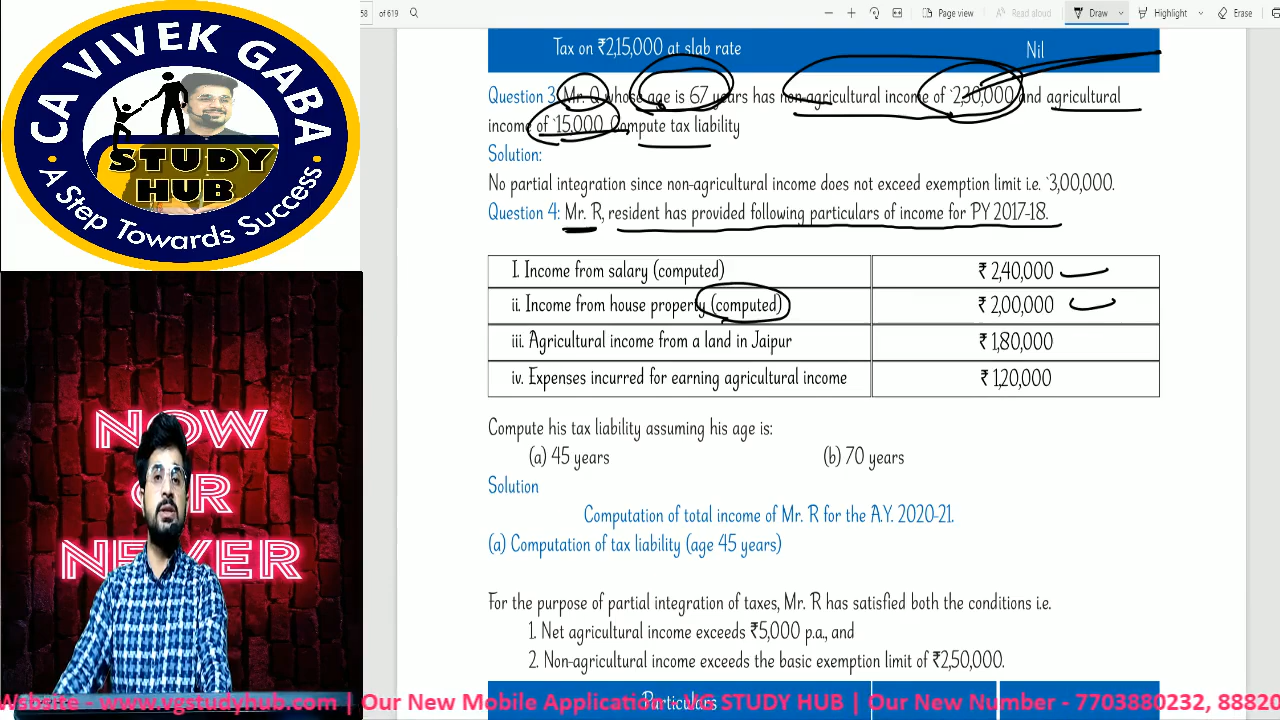 58 of 619
Page view
Read aloud
Draw
Highlight
Erase
CA VIVEK GABA
STUDY
HUB
A Step Towards Success
NOW
OR
NEVER
Tax on ₹2,15,000 at slab rate Nil
Question 3: Mr. Q whose age is 67 years has non-agricultural income of `2,30,000 and agricultural
income of `15,000. Compute tax liability
Solution:
No partial integration since non-agricultural income does not exceed exemption limit i.e. `3,00,000.
Question 4: Mr. R, resident has provided following particulars of income for PY 2017-18.
I. Income from salary (computed) ₹ 2,40,000
ii. Income from house property (computed) ₹ 2,00,000
iii. Agricultural income from a land in Jaipur ₹ 1,80,000
iv. Expenses incurred for earning agricultural income ₹ 1,20,000
Compute his tax liability assuming his age is:
(a) 45 years (b) 70 years
Solution
Computation of total income of Mr. R for the A.Y. 2020-21.
(a) Computation of tax liability (age 45 years)
For the purpose of partial integration of taxes, Mr. R has satisfied both the conditions i.e.
1. Net agricultural income exceeds ₹5,000 p.a., and
2. Non-agricultural income exceeds the basic exemption limit of ₹2,50,000.
Particulars
Wsbsite - www.vgstudyhub.com | Our New Mobile Application - VG STUDY HUB | Our New Number - 7703880232, 88820